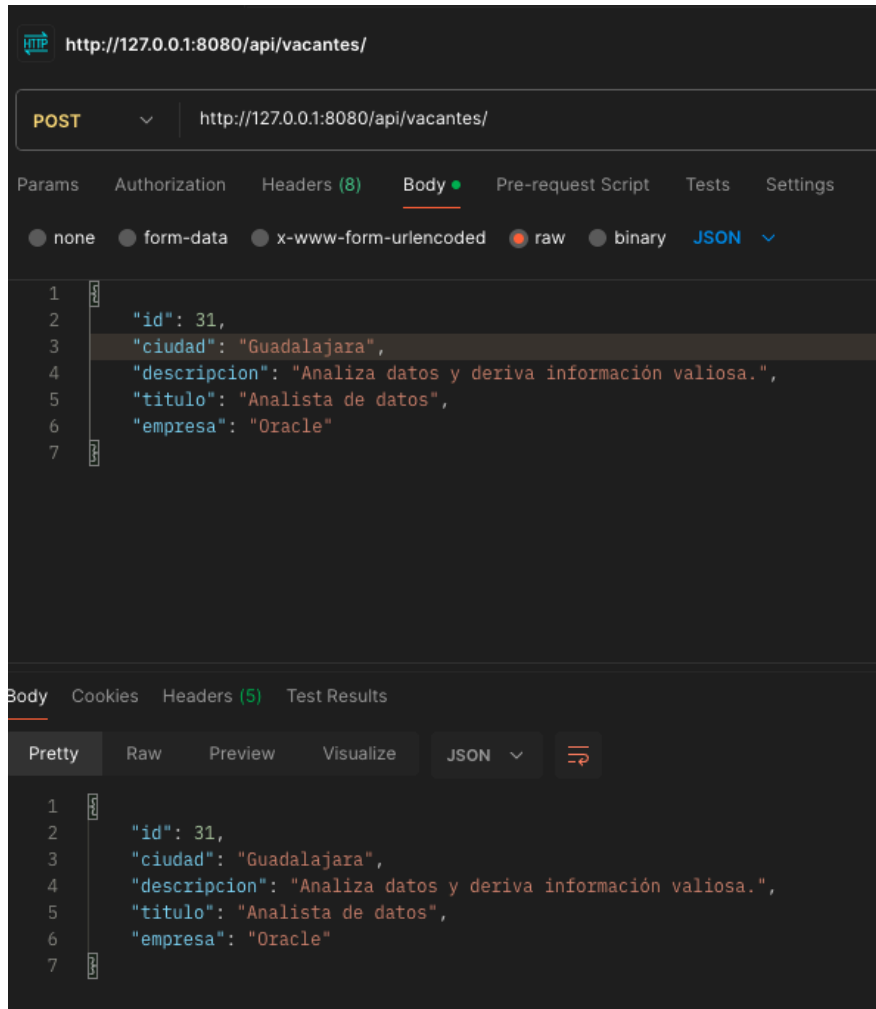 HTTP http://127.0.0.1:8080/api/vacantes/
POST http://127.0.0.1:8080/api/vacantes/
Params Authorization Headers (8) Body Pre-request Script Tests Settings
none form-data x-www-form-urlencoded raw binary JSON
1 {
2 "id": 31,
3 "ciudad": "Guadalajara",
4 "descripcion": "Analiza datos y deriva información valiosa.",
5 "titulo": "Analista de datos",
6 "empresa": "Oracle"
7 }
Body Cookies Headers (5) Test Results
Pretty Raw Preview Visualize JSON
1 {
2 "id": 31,
3 "ciudad": "Guadalajara",
4 "descripcion": "Analiza datos y deriva información valiosa.",
5 "titulo": "Analista de datos",
6 "empresa": "Oracle"
7 }